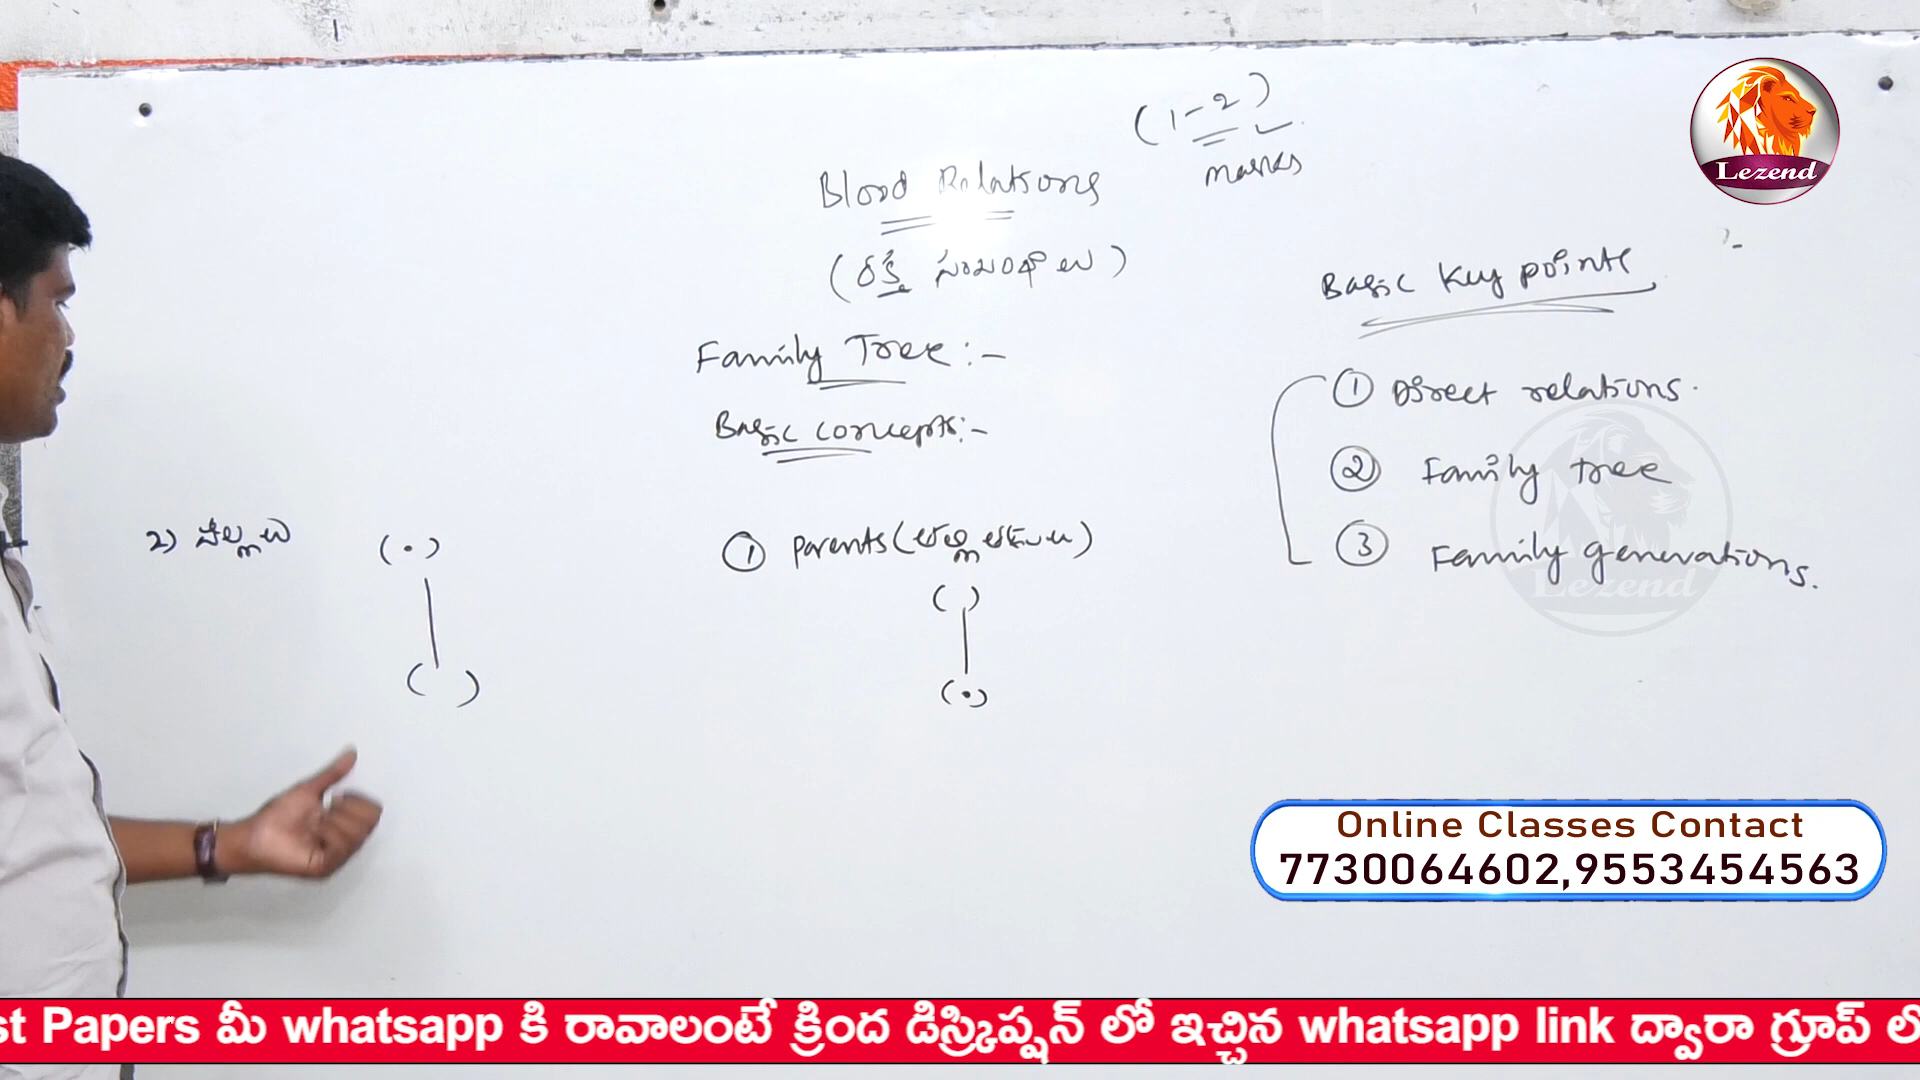 (1-2)
marks
Blood Relations
(రక్త సంబంధాలు)
Family Tree:-
Basic concepts:-
2) పిల్లలు
(.)
( )
① parents (తల్లి తండ్రులు)
( )
(.)
Basic Key points
① Direct relations.
② Family tree
③ Family Generations.
Lezend
Lezend
Online Classes Contact
7730064602,9553454563
st Papers మీ whatsapp కి రావాలంటే క్రింద డిస్క్రిప్షన్ లో ఇచ్చిన whatsapp link ద్వారా గ్రూప్ లో